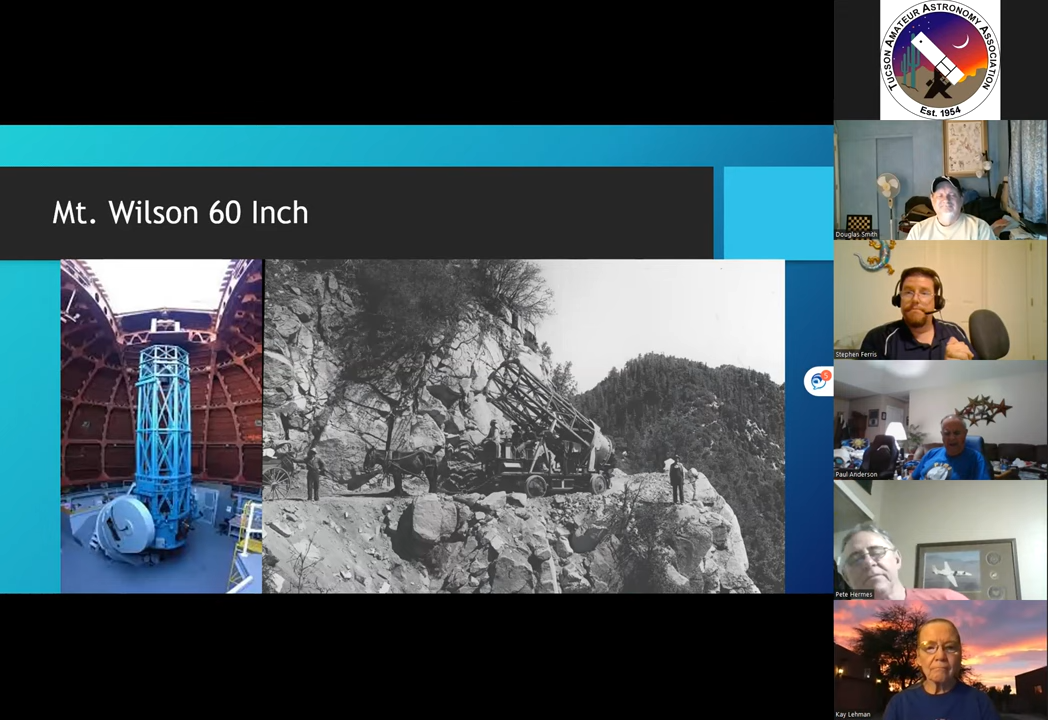 Mt. Wilson 60 Inch
TUCSON AMATEUR ASTRONOMY ASSOCIATION
Est. 1954
Douglas Smith
Stephen Ferris
Paul Anderson
Pete Hermes
Kay Lehman